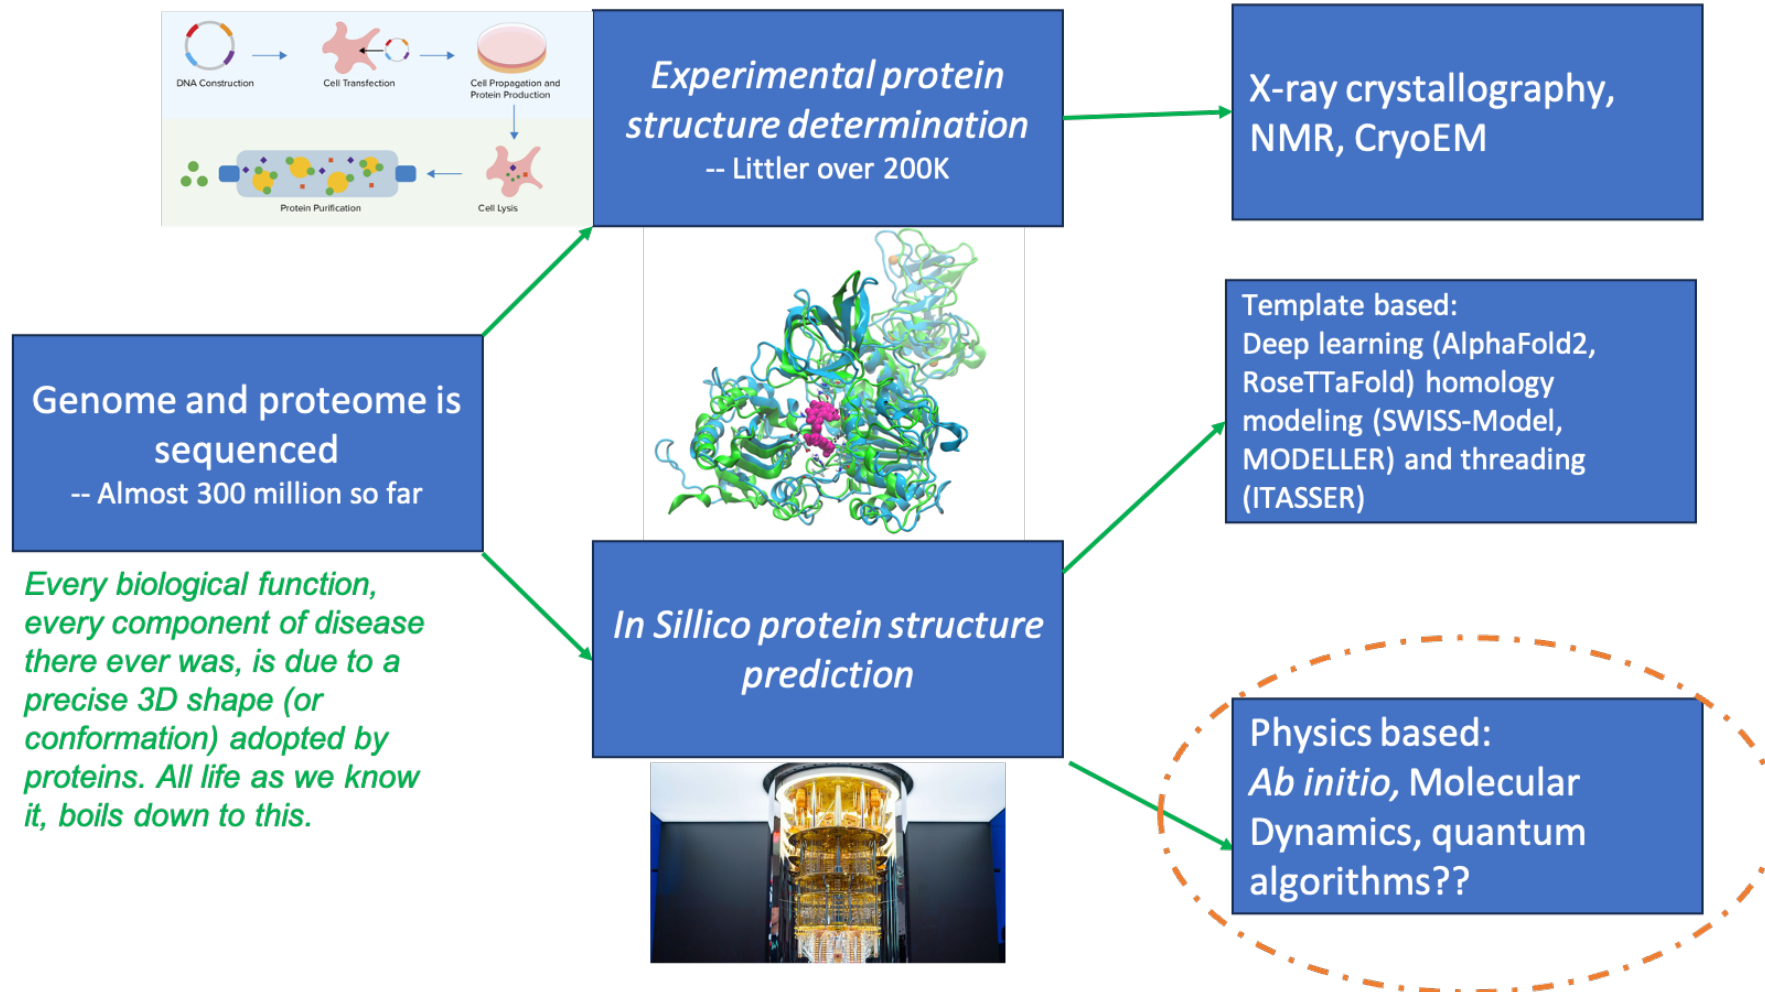 DNA Construction
Cell Transfection
Cell Propagation and
Protein Production
Protein Purification
Cell Lysis
Experimental protein
structure determination
-- Littler over 200K
X-ray crystallography,
NMR, CryoEM
Genome and proteome is
sequenced
-- Almost 300 million so far
Every biological function,
every component of disease
there ever was, is due to a
precise 3D shape (or
conformation) adopted by
proteins. All life as we know
it, boils down to this.
In Sillico protein structure
prediction
Template based:
Deep learning (AlphaFold2,
RoseTTaFold) homology
modeling (SWISS-Model,
MODELLER) and threading
(ITASSER)
Physics based:
Ab initio, Molecular
Dynamics, quantum
algorithms??